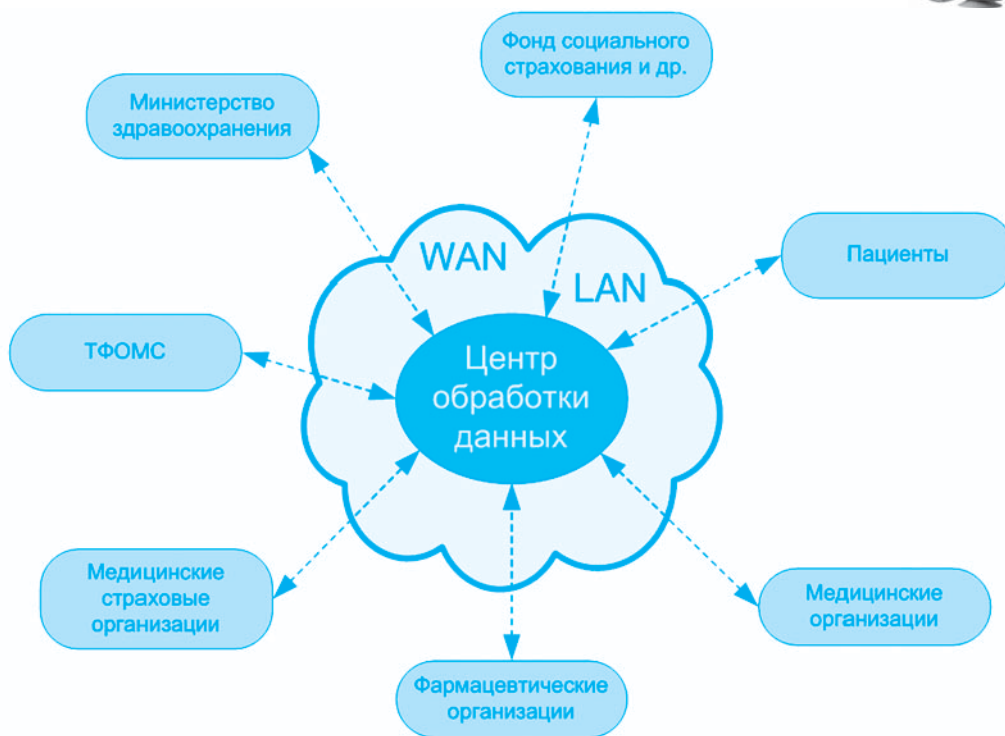 Фонд социального
страхования и др.
Министерство
здравоохранения
WAN
Пациенты
LAN
ТФОМС
Центр
обработки
данных
Медицинские
страховые
организации
Медицинские
организации
Фармацевтические
организации